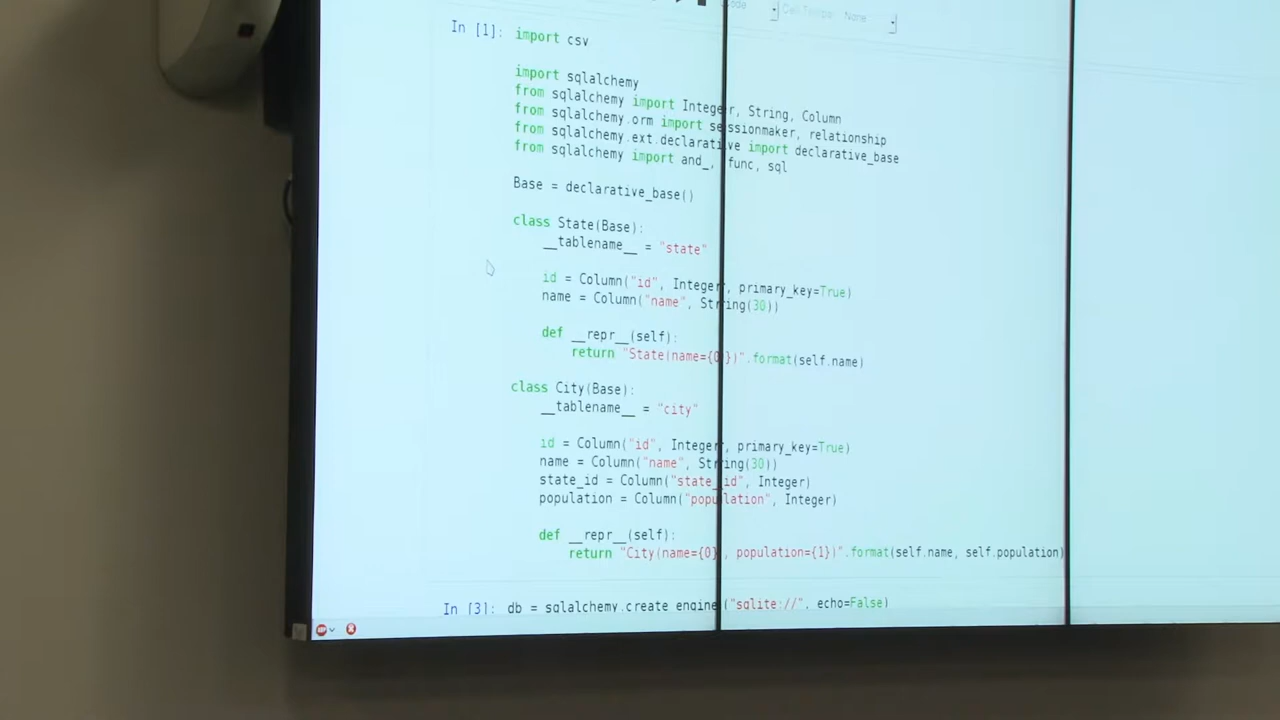 Cell Toolbar: None
In [1]: import csv
import sqlalchemy
from sqlalchemy import Integer, String, Column
from sqlalchemy.orm import sessionmaker, relationship
from sqlalchemy.ext.declarative import declarative_base
from sqlalchemy import and_, func, sql
Base = declarative_base()
class State(Base):
__tablename__ = "state"
id = Column("id", Integer, primary_key=True)
name = Column("name", String(30))
def __repr__(self):
return "State(name={0})".format(self.name)
class City(Base):
__tablename__ = "city"
id = Column("id", Integer, primary_key=True)
name = Column("name", String(30))
state_id = Column("state_id", Integer)
population = Column("population", Integer)
def __repr__(self):
return "City(name={0}, population={1})".format(self.name, self.population)
In [3]: db = sqlalchemy.create_engine("sqlite://", echo=False)